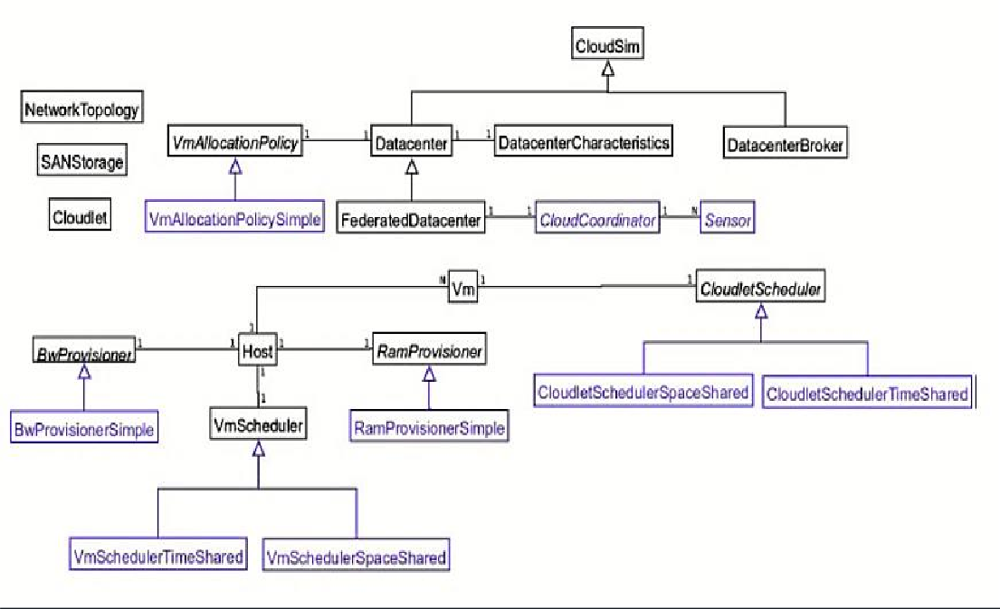 CloudSim
NetworkTopology
VmAllocationPolicy 1 1 Datacenter 1 1 DatacenterCharacteristics
DatacenterBroker
SANStorage
Cloudlet
VmAllocationPolicySimple
FederatedDatacenter 1 1 CloudCoordinator 1 N Sensor
N Vm 1 1 CloudletScheduler
1
BwProvisioner 1 1 Host 1 1 RamProvisioner
1
CloudletSchedulerSpaceShared
CloudletSchedulerTimeShared
1
BwProvisionerSimple
VmScheduler
RamProvisionerSimple
VmSchedulerTimeShared
VmSchedulerSpaceShared